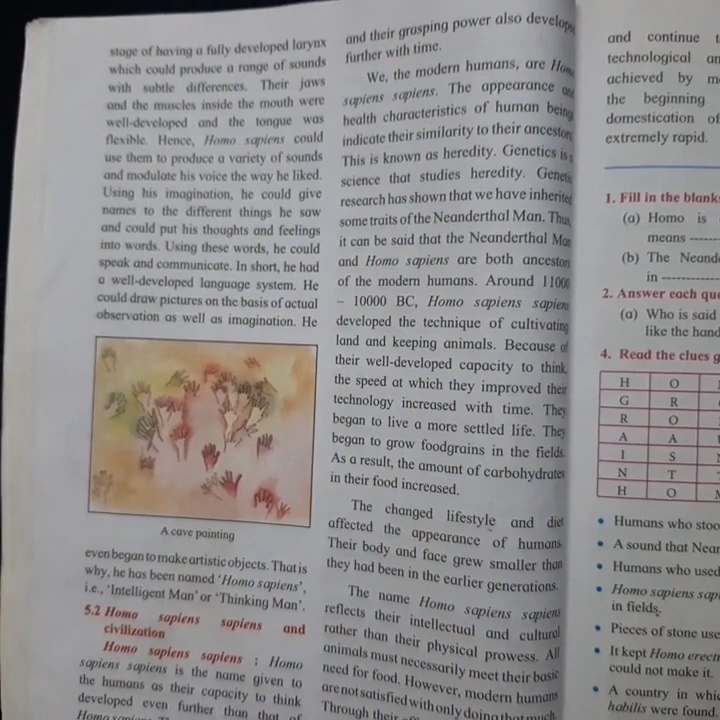 stage of having a fully developed larynx
which could produce a range of sounds
with subtle differences. Their jaws
and the muscles inside the mouth were
well-developed and the tongue was
flexible. Hence, Homo sapiens could
use them to produce a variety of sounds
and modulate his voice the way he liked.
Using his imagination, he could give
names to the different things he saw
and could put his thoughts and feelings
into words. Using these words, he could
speak and communicate. In short, he had
a well-developed language system. He
could draw pictures on the basis of actual
observation as well as imagination. He
A cave painting
even began to make artistic objects. That is
why, he has been named ‘Homo sapiens’,
i.e., ‘Intelligent Man’ or ‘Thinking Man’.
5.2 Homo sapiens sapiens and
civilization
Homo sapiens sapiens : Homo
sapiens sapiens is the name given to
the humans as their capacity to think
developed even further than that of
and their grasping power also develope
further with time.
We, the modern humans, are Hom
sapiens sapiens. The appearance an
health characteristics of human being
indicate their similarity to their ancestor
This is known as heredity. Genetics is
science that studies heredity. Genetic
research has shown that we have inherited
some traits of the Neanderthal Man. Thus
it can be said that the Neanderthal Man
and Homo sapiens are both ancestors
of the modern humans. Around 11000
– 10000 BC, Homo sapiens sapiens
developed the technique of cultivating
land and keeping animals. Because of
their well-developed capacity to think,
the speed at which they improved their
technology increased with time. They
began to live a more settled life. They
began to grow foodgrains in the fields.
As a result, the amount of carbohydrates
in their food increased.
The changed lifestyle and diet
affected the appearance of humans.
Their body and face grew smaller than
they had been in the earlier generations.
The name Homo sapiens sapiens
reflects their intellectual and cultural
rather than their physical prowess. All
animals must necessarily meet their basic
need for food. However, modern humans
are not satisfied with only doing that much.
Through their
and continue t
technological an
achieved by m
the beginning
domestication of
extremely rapid.
1. Fill in the blanks
(a) Homo
means
(b) The Neand
in
2. Answer each que
(a) Who is said
like the hand
4. Read the clues g
H O
G R
R O
A A
I S
N T
H O
• Humans who stoo
• A sound that Nean
• Humans who used
• Homo sapiens sapi
in fields.
• Pieces of stone use
• It kept Homo erect
could not make it.
• A country in whic
habilis were found.